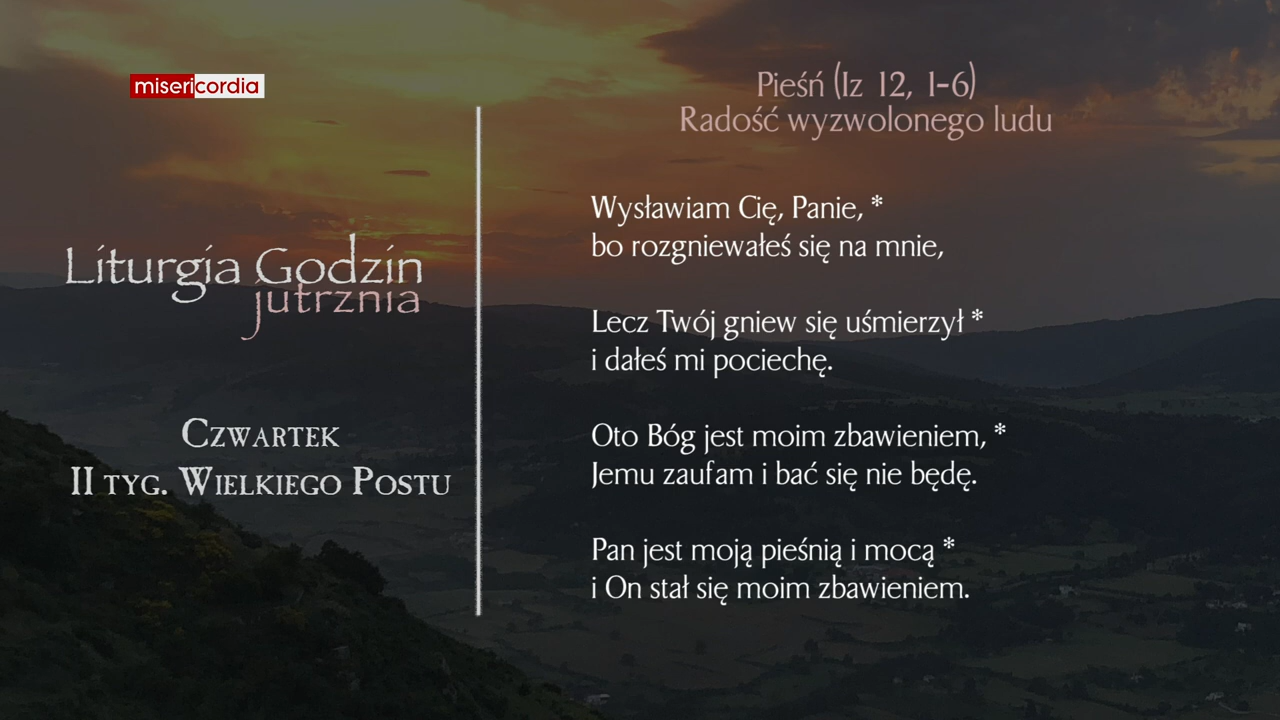 misericordia
Liturgia Godzin
jutrznia
Czwartek
II tyg. Wielkiego Postu
Pieśń (Iz 12, 1-6)
Radość wyzwolonego ludu
Wysławiam Cię, Panie, *
bo rozgniewałeś się na mnie,
Lecz Twój gniew się uśmierzył *
i dałeś mi pociechę.
Oto Bóg jest moim zbawieniem, *
Jemu zaufam i bać się nie będę.
Pan jest moją pieśnią i mocą *
i On stał się moim zbawieniem.